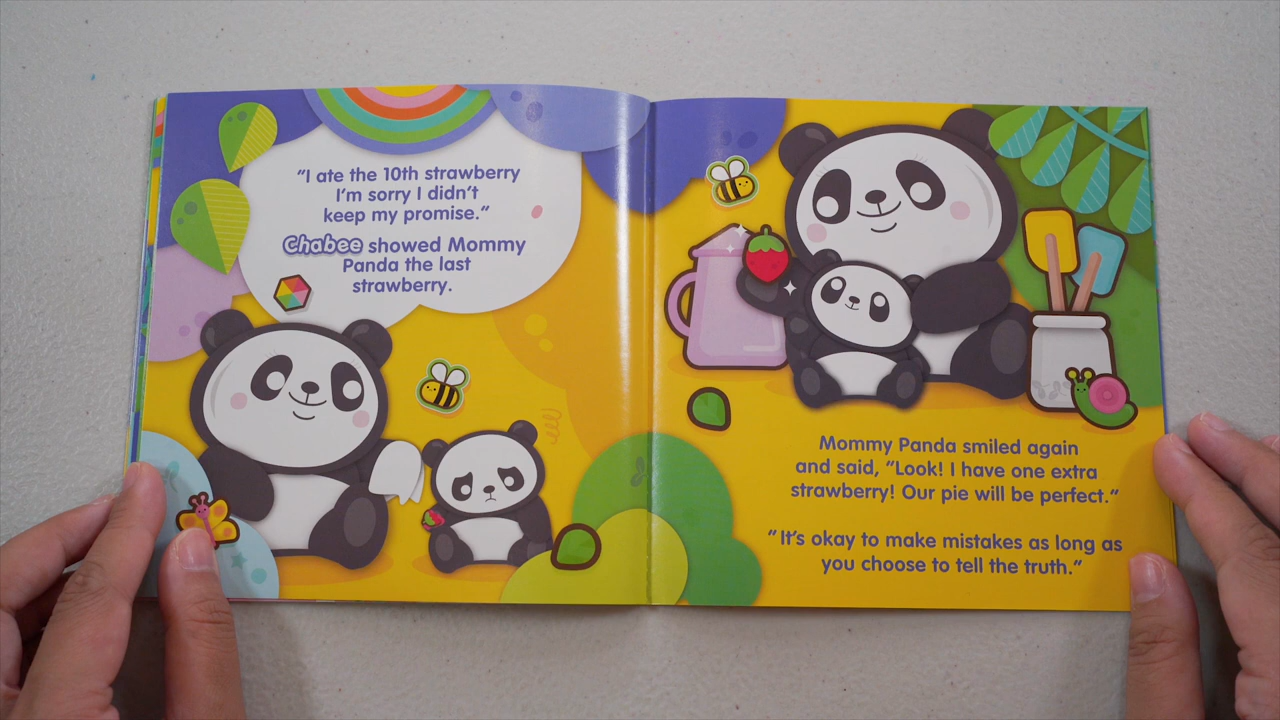 “I ate the 10th strawberry
I'm sorry I didn't
keep my promise.”
Chabee showed Mommy
Panda the last
strawberry.
Mommy Panda smiled again
and said, “Look! I have one extra
strawberry! Our pie will be perfect.”
“It's okay to make mistakes as long as
you choose to tell the truth.”